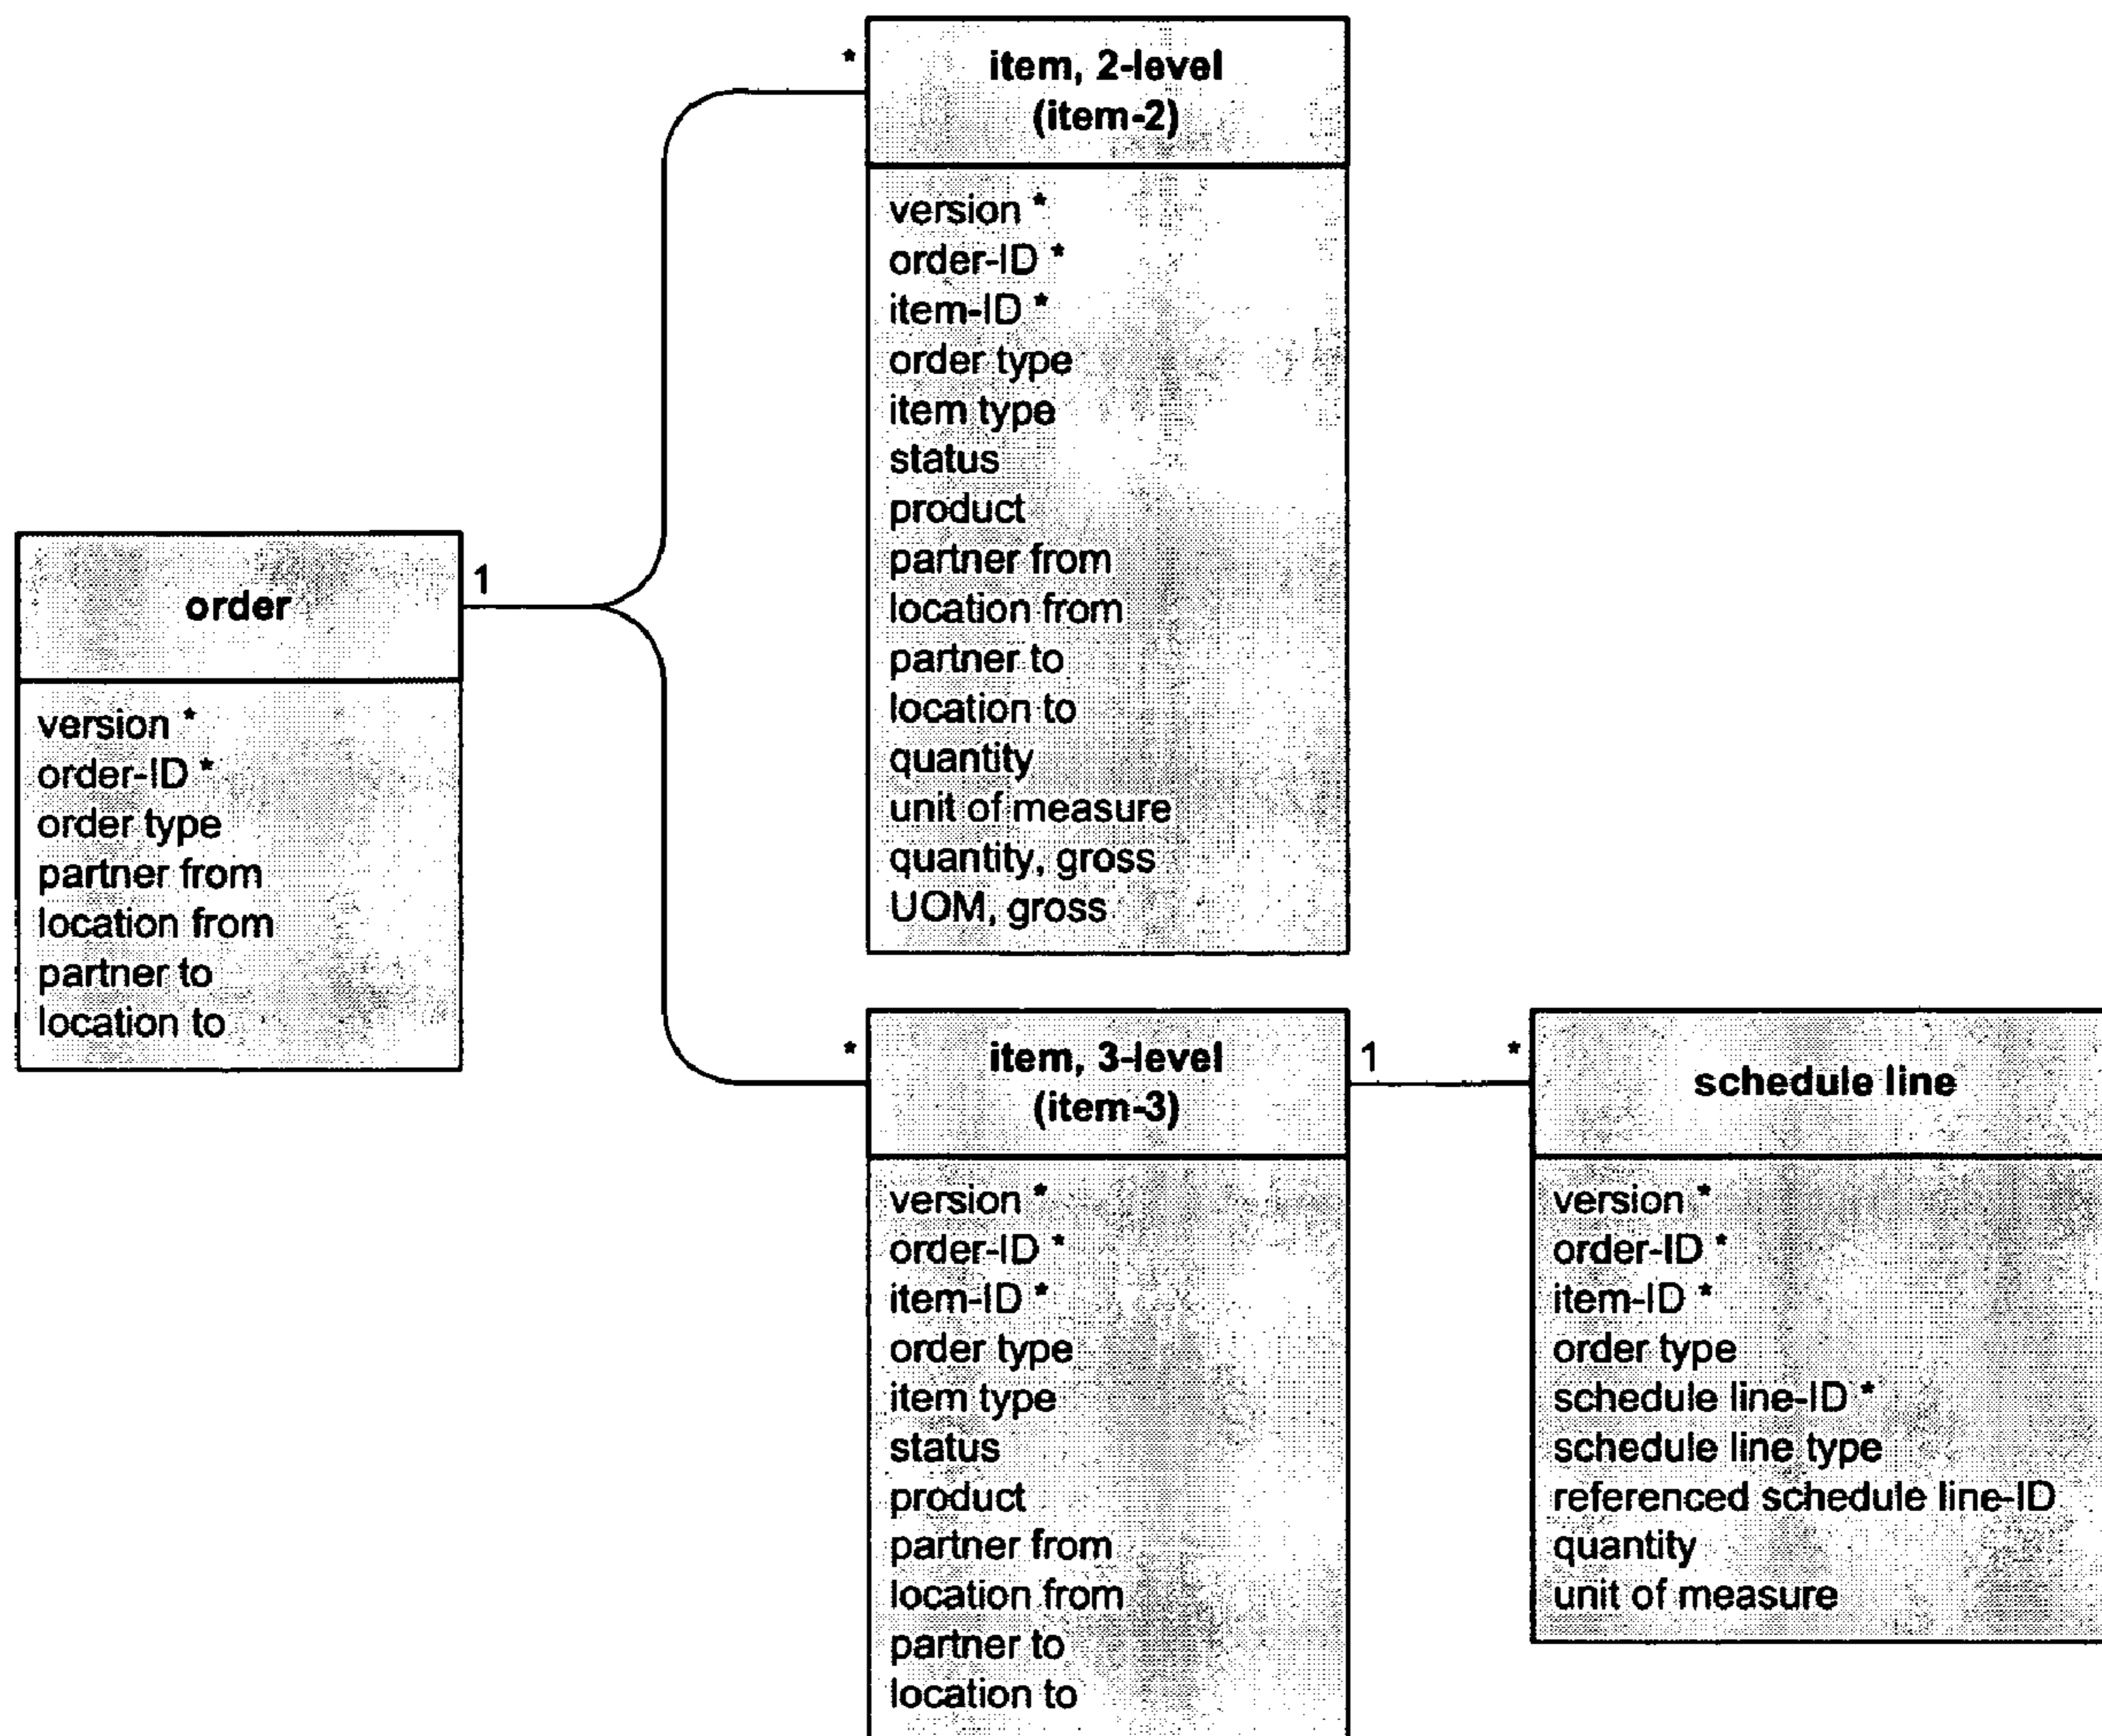 order
1
version *
order-ID *
order type
partner from
location from
partner to
location to
*
item, 2-level
(item-2)
version *
order-ID *
item-ID *
order type
item type
status
product
partner from
location from
partner to
location to
quantity
unit of measure
quantity, gross
UOM, gross
*
item, 3-level
(item-3)
version *
order-ID *
item-ID *
order type
item type
status
product
partner from
location from
partner to
location to
1
*
schedule line
version *
order-ID *
item-ID *
order type
schedule line-ID *
schedule line type
referenced schedule line-ID
quantity
unit of measure